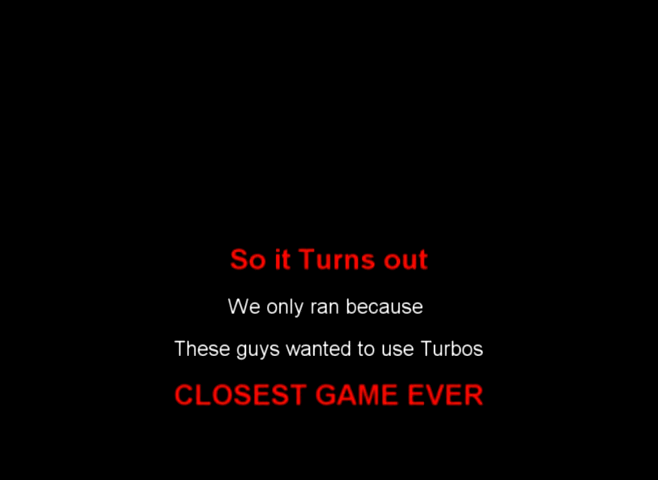 So it Turns out
We only ran because
These guys wanted to use Turbos
CLOSEST GAME EVER